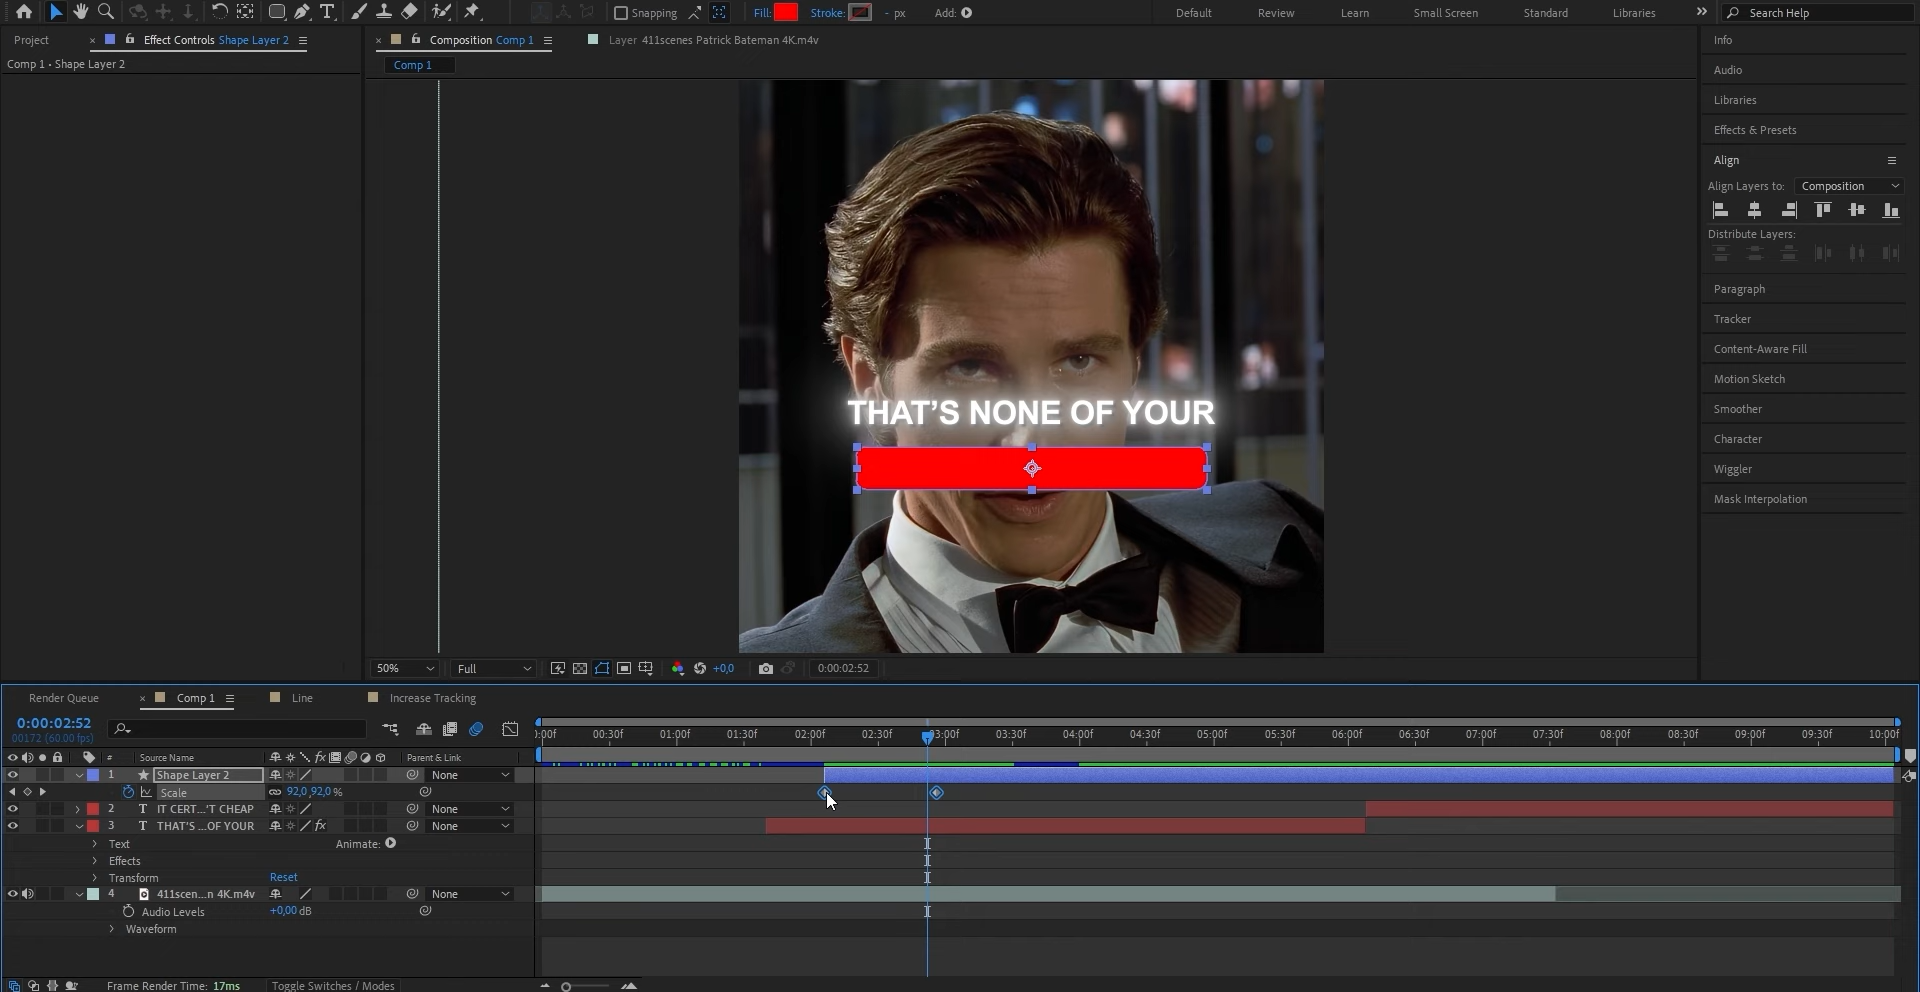 Snapping
Fill:
Stroke:
- px
Add:
Default
Review
Learn
Small Screen
Standard
Libraries
»
Search Help
Project
×
Effect Controls Shape Layer 2
× Composition Comp 1
Layer 411scenes Patrick Bateman 4K.m4v
Info
Comp 1 • Shape Layer 2
Comp 1
Audio
Libraries
Effects & Presets
Align
Align Layers to: Composition
Distribute Layers:
Paragraph
Tracker
Content-Aware Fill
Motion Sketch
Smoother
Character
Wiggler
Mask Interpolation
THAT'S NONE OF YOUR
50%
Full
+0,0
0:00:02:52
Render Queue
× Comp 1
Line
Increase Tracking
0:00:02:52
00172 (60.00 fps)
):00f 00:30f 01:00f 01:30f 02:00f 02:30f 03:00f 03:30f 04:00f 04:30f 05:00f 05:30f 06:00f 06:30f 07:00f 07:30f 08:00f 08:30f 09:00f 09:30f 10:00f
# Source Name fx Parent & Link
1 Shape Layer 2 None
Scale 92,0,92,0 %
2 T IT CERT...'T CHEAP None
3 T THAT'S ...OF YOUR fx None
Text Animate:
Effects
Transform Reset
4 411scen...n 4K.m4v None
Audio Levels +0,00 dB
Waveform
Frame Render Time: 17ms Toggle Switches / Modes